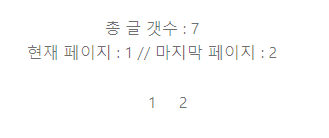 총 글 갯수 : 7
현재 페이지 : 1 // 마지막 페이지 : 2
1 2